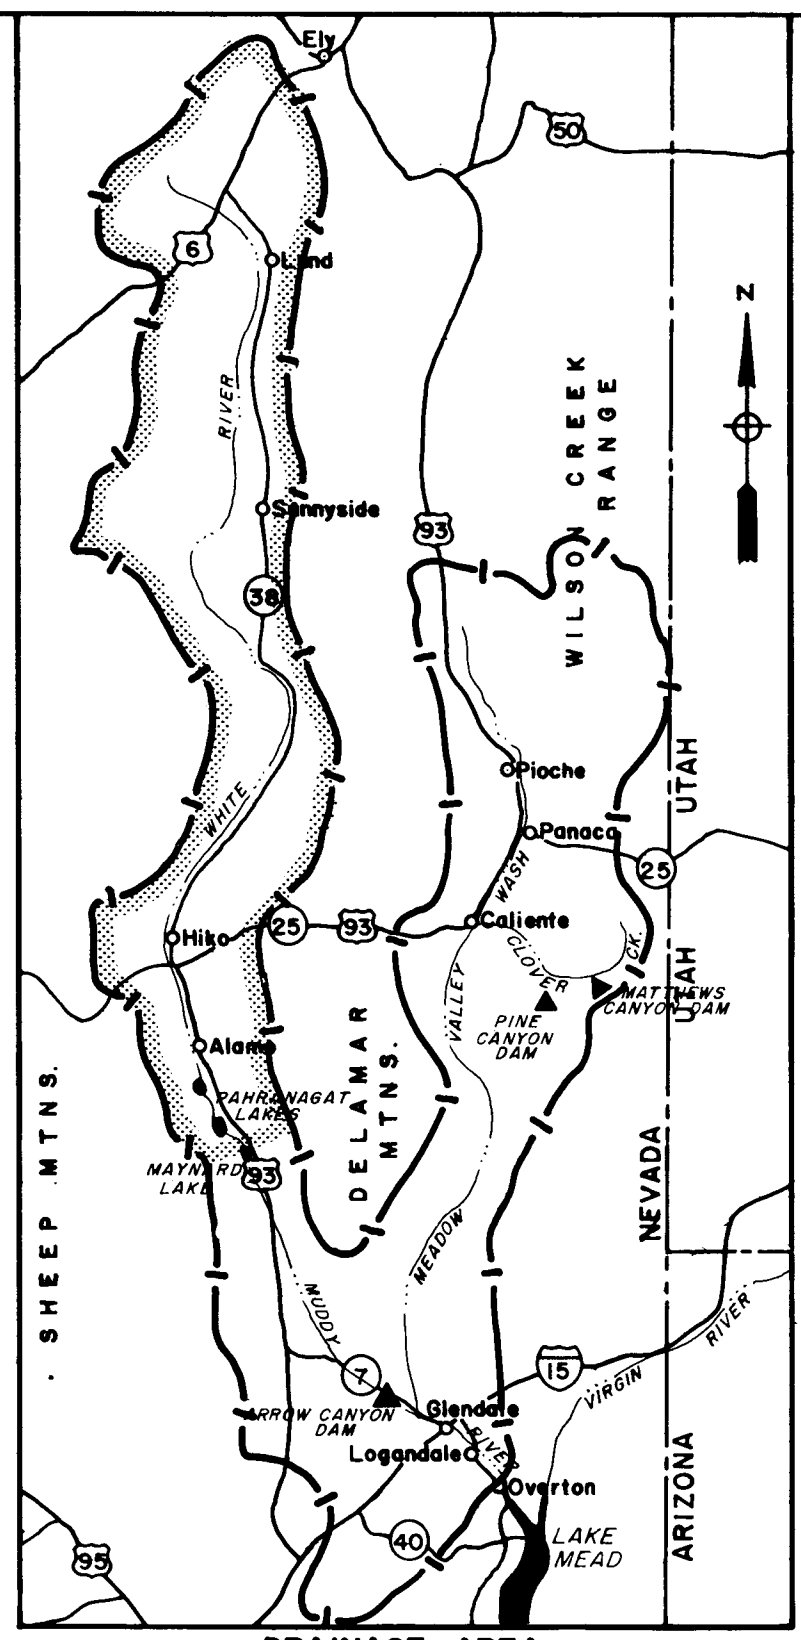 Ely
50
6
Lund
N
WILSON CREEK
RANGE
RIVER
Sunnyside
93
38
Pioche
UTAH
WHITE
Panaca
25
WASH
Caliente
25
93
Hiko
CLOVER
CK.
UTAH
MATTHEWS
CANYON DAM
VALLEY
PINE
CANYON
DAM
Alamo
DELAMAR
MTNS.
SHEEP MTNS.
PAHRANAGAT
LAKES
MAYNARD
LAKE
93
NEVADA
MEADOW
MUDDY
RIVER
VIRGIN
15
7
ARROW CANYON
DAM
Glendale
RIVER
Logandale
Overton
ARIZONA
40
LAKE
MEAD
95
DRAINAGE AREA